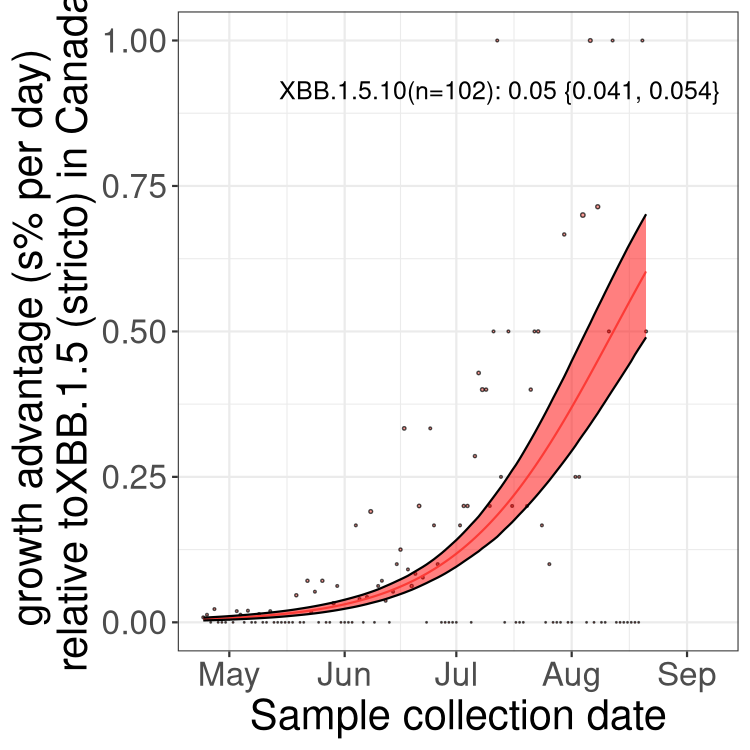 growth advantage (s% per day)
relative toXBB.1.5 (stricto) in Canada
1.00
0.75
0.50
0.25
0.00
XBB.1.5.10(n=102): 0.05 {0.041, 0.054}
May Jun Jul Aug Sep
Sample collection date